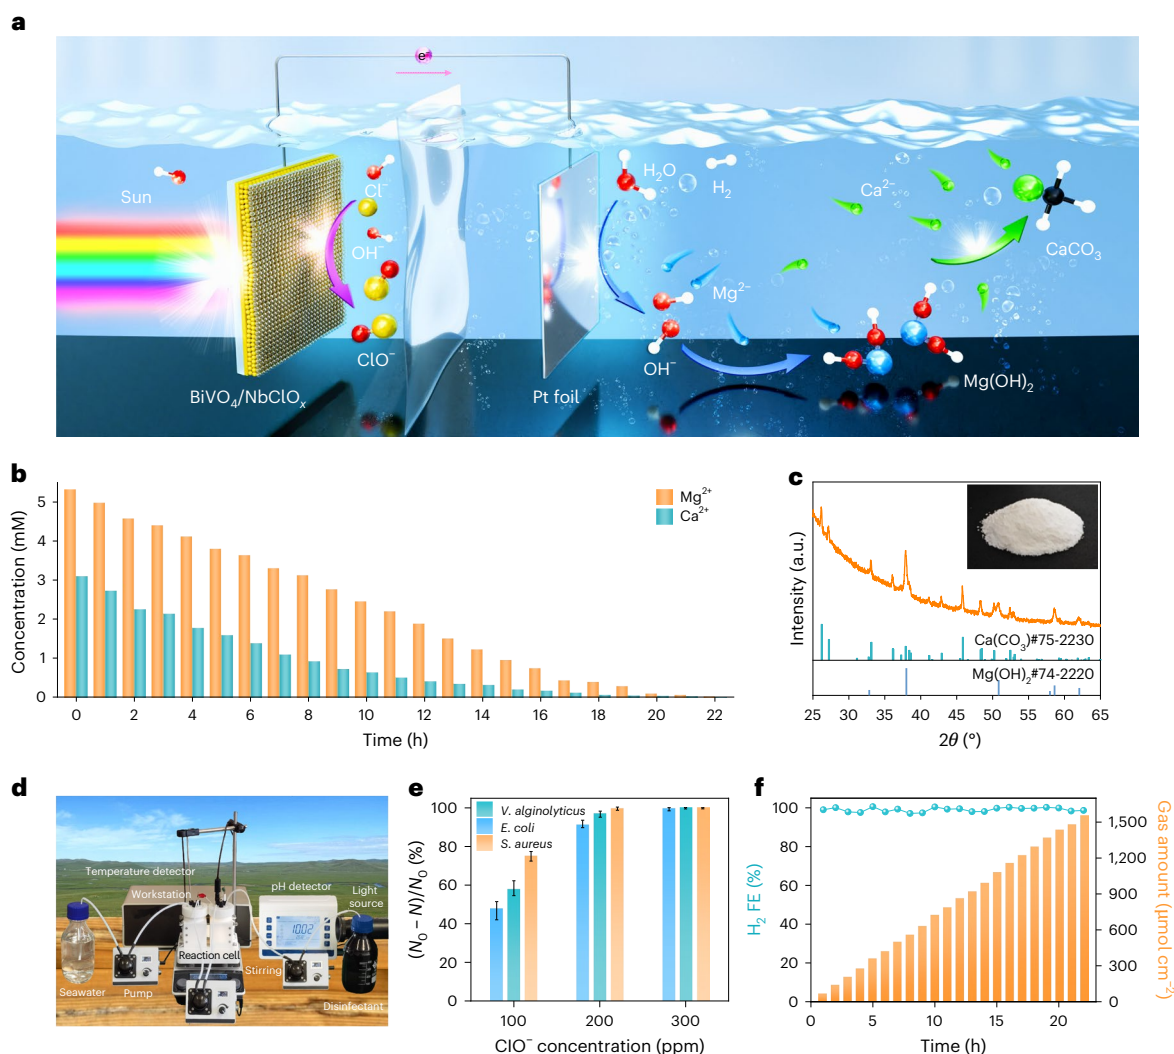 a
e⁻
Sun
Cl⁻
OH⁻
ClO⁻
BiVO₄/NbClOₓ
Pt foil
H₂O
H₂
Mg²⁻
OH⁻
Ca²⁻
CaCO₃
Mg(OH)₂
b
Concentration (mM)
5
4
3
2
1
0
Mg²⁺
Ca²⁺
0 2 4 6 8 10 12 14 16 18 20 22
Time (h)
c
Intensity (a.u.)
Ca(CO₃)#75-2230
Mg(OH)₂#74-2220
25 30 35 40 45 50 55 60 65
2θ (°)
d
Temperature detector
Workstation
pH detector
Light
source
10.02
Reaction cell
Stirring
Seawater
Pump
Disinfectant
e
(N₀ – N)/N₀ (%)
100
80
60
40
20
0
V. alginolyticus
E. coli
S. aureus
100 200 300
ClO⁻ concentration (ppm)
f
H₂ FE (%)
100
80
60
40
20
0
1,500
1,200
900
600
300
0
Gas amount (μmol cm⁻²)
0 5 10 15 20
Time (h)